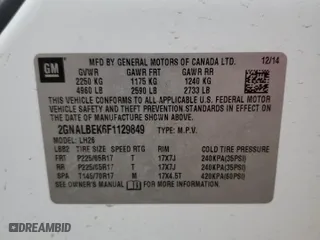 GM
MFD BY GENERAL MOTORS OF CANADA LTD. 12/14
GVWR GAWR FRT GAWR RR
2250 KG 1175 KG 1240 KG
4960 LB 2590 LB 2733 LB
THIS VEHICLE CONFORMS TO ALL APPLICABLE U.S. FEDERAL MOTOR
VEHICLE SAFETY AND THEFT PREVENTION STANDARDS IN EFFECT
ON THE DATE OF MANUFACTURE SHOWN ABOVE.
2GNALBEK6F1129849 TYPE: M.P.V.
MODEL: LH26
TIRE SIZE SPEED RTG RIM COLD TIRE PRESSURE
FRT P225/65R17 T 17X7J 240KPA(35PSI)
RR P225/65R17 T 17X7J 240KPA(35PSI)
SPA T145/70R17 M 17X4.5T 420KPA(60PSI)
DREAMBID